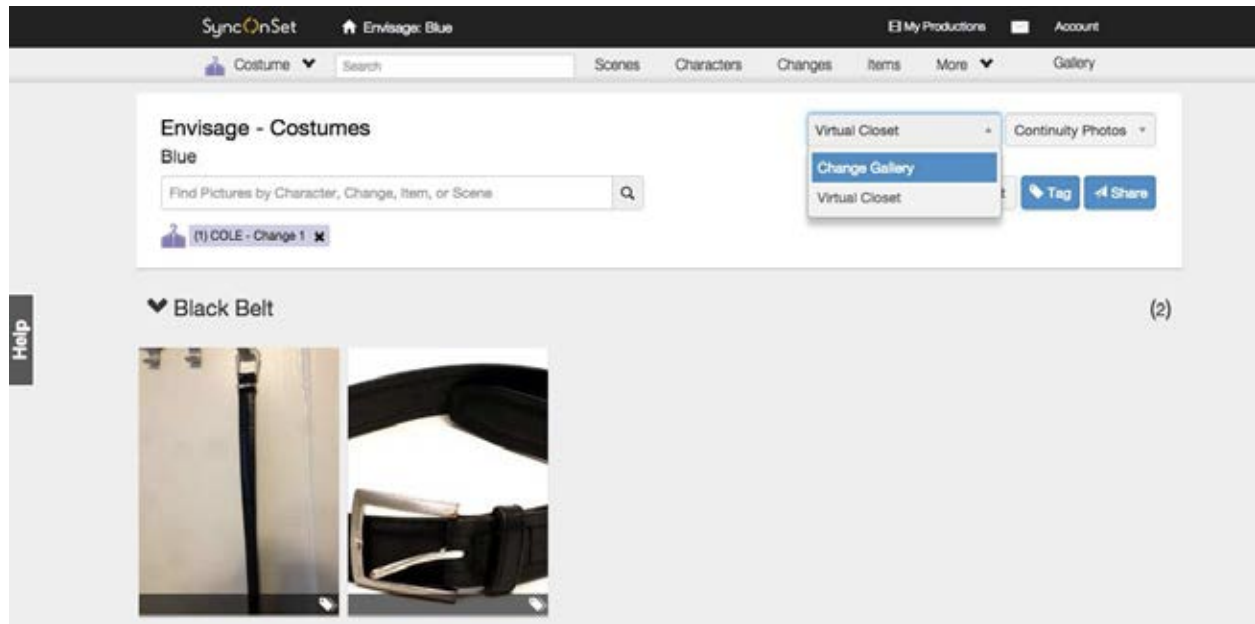 SyncOnSet Envisage: Blue My Productions Account
Costume Search Scenes Characters Changes Items More Gallery
Envisage - Costumes
Blue
Virtual Closet Continuity Photos
Change Gallery
Virtual Closet
Find Pictures by Character, Change, Item, or Scene
Tag Share
(1) COLE - Change 1
Help
Black Belt (2)